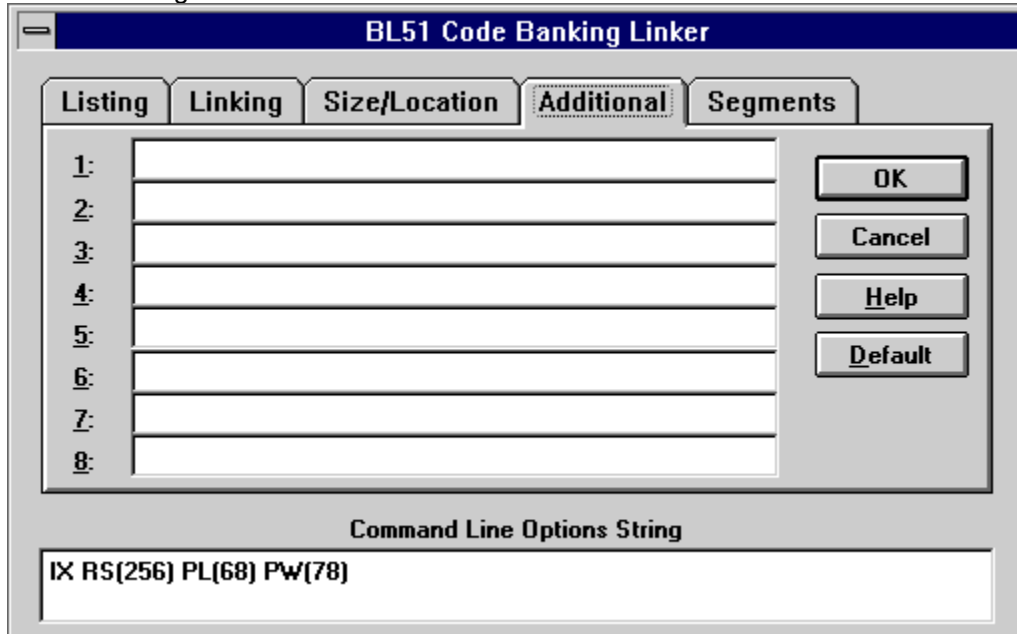 BL51 Code Banking Linker
Listing Linking Size/Location Additional Segments
1:
2:
3:
4:
5:
6:
7:
8:
OK
Cancel
Help
Default
Command Line Options String
IX RS(256) PL(68) PW(78)